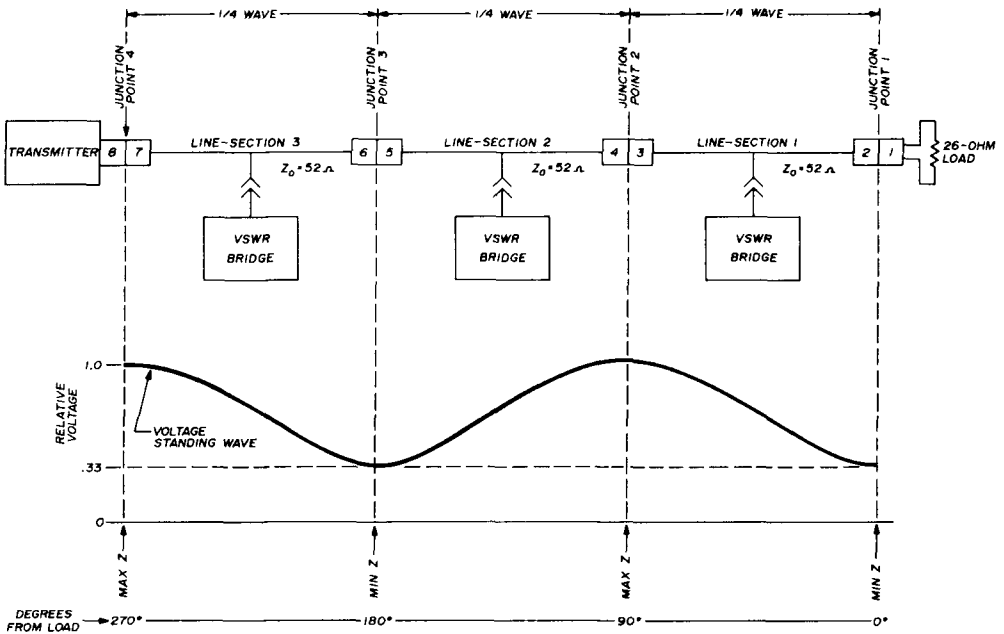 1/4 WAVE
1/4 WAVE
1/4 WAVE
JUNCTION
POINT 4
JUNCTION
POINT 3
JUNCTION
POINT 2
JUNCTION
POINT 1
TRANSMITTER
8 7
LINE-SECTION 3
Z₀=52Ω
6 5
LINE-SECTION 2
Z₀=52Ω
4 3
LINE-SECTION 1
Z₀=52Ω
2 1
26-OHM
LOAD
VSWR
BRIDGE
VSWR
BRIDGE
VSWR
BRIDGE
RELATIVE
VOLTAGE
1.0
VOLTAGE
STANDING WAVE
.33
0
MAX Z
MIN Z
MAX Z
MIN Z
DEGREES
FROM LOAD
270° 180° 90° 0°